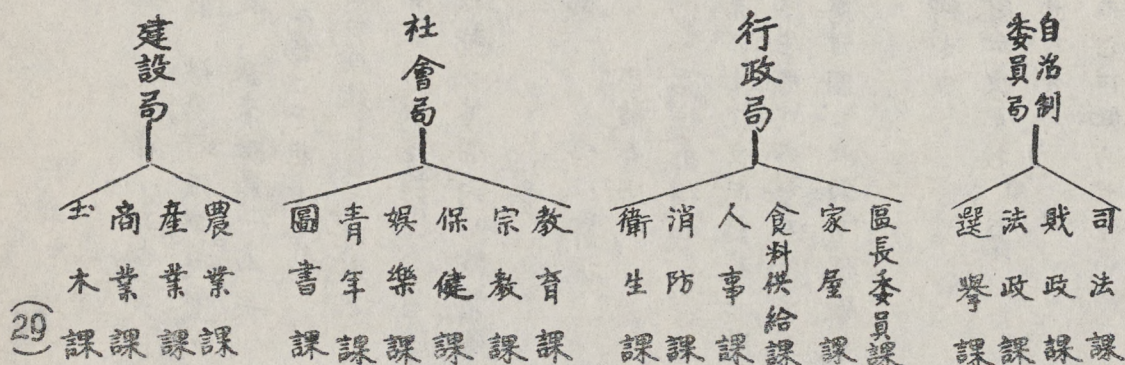 自治制
委員局
司法課
財政課
法政課
選擧課
行政局
區長委員課
家屋課
食料供給課
人事課
消防課
衛生課
社會局
教育課
宗教課
保健課
娯樂課
青年課
圖書課
建設局
農業課
産業課
商業課
土木課
(29)